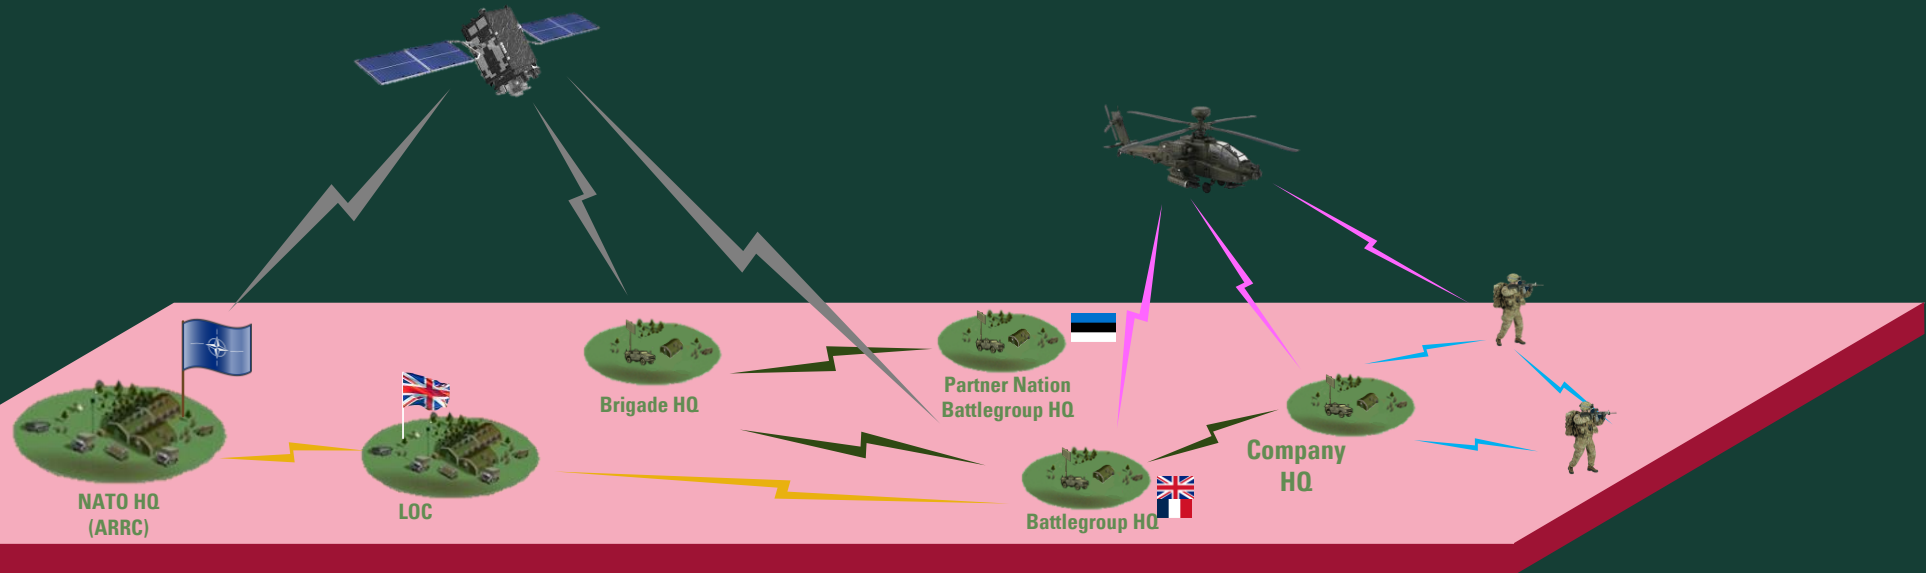 NATO HQ
(ARRC)
LOC
Brigade HQ
Partner Nation
Battlegroup HQ
Battlegroup HQ
Company
HQ